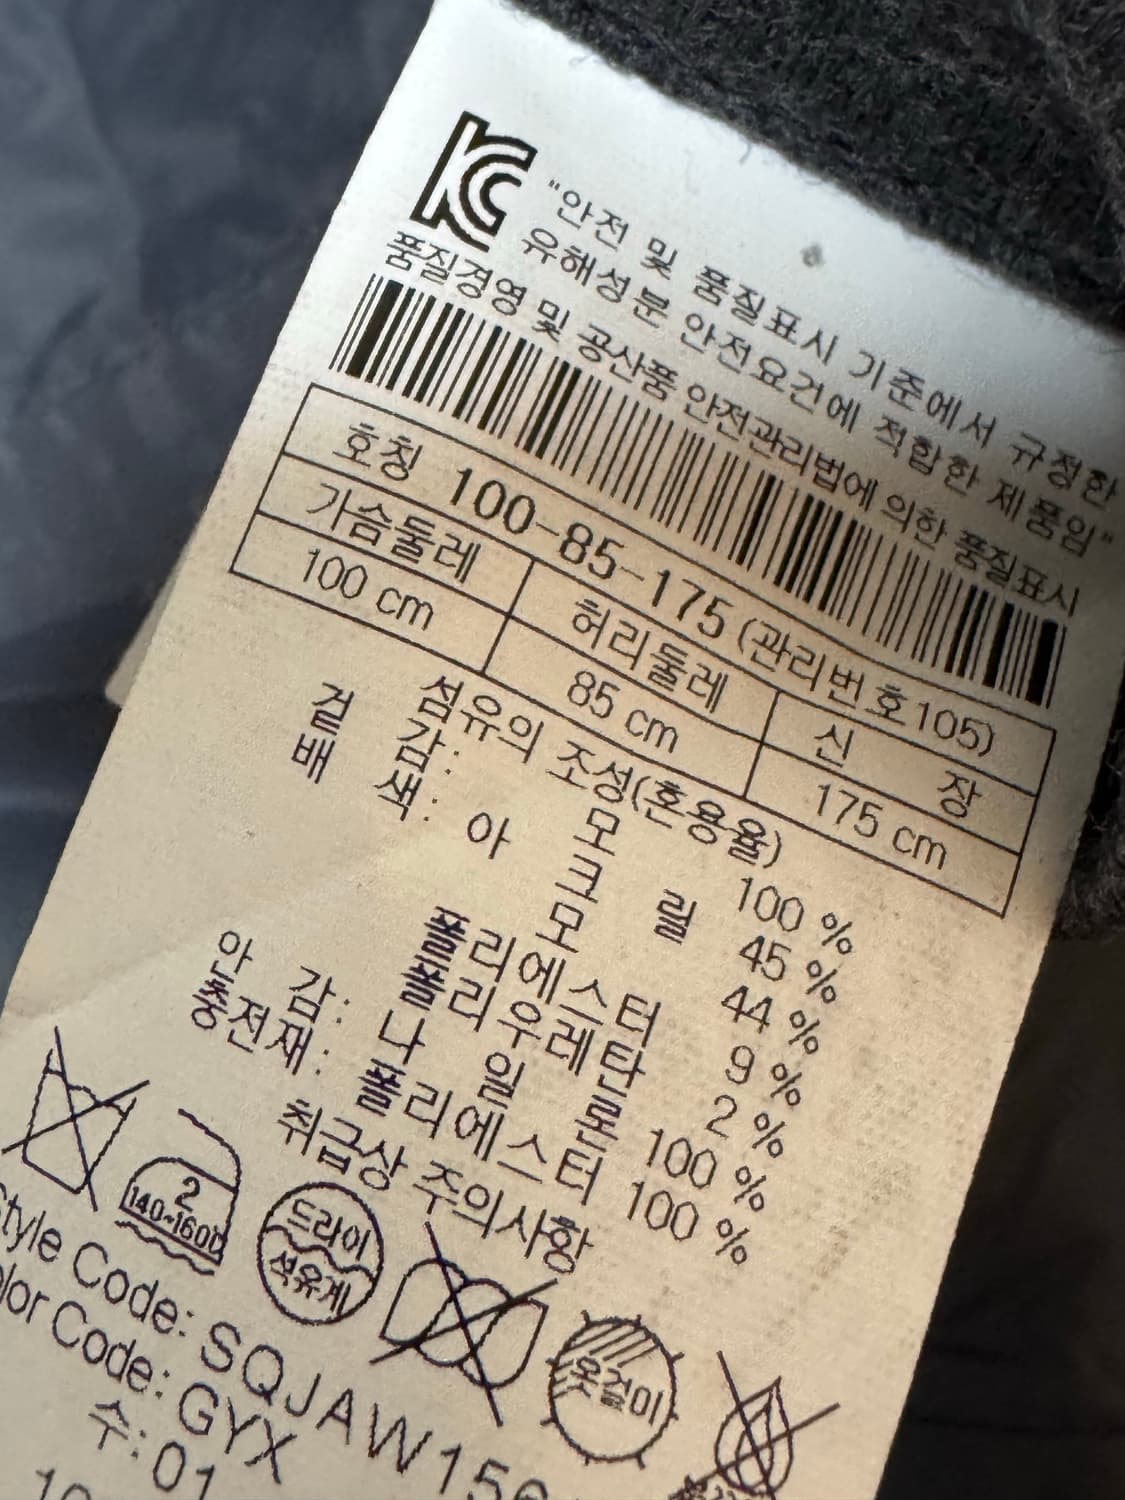 KC
"안전 및 품질표시 기준에서 규정한
유해성분 안전요건에 적합한 제품임"
품질경영 및 공산품 안전관리법에 의한 품질표시
호칭 100-85-175 (관리번호105)
가슴둘레 허리둘레 신 장
100 cm 85 cm 175 cm
섬유의 조성(혼용율)
겉 감: 모 100 %
배 색: 아 크 릴 45 %
모 44 %
폴리에스터 9 %
폴리우레탄 2 %
안 감: 나 일 론 100 %
충전재: 폴리에스터 100 %
취급상 주의사항
2
140~160
드라이
석유계
옷걸이
Style Code: SQJAW15
Color Code: GYX
수: 01